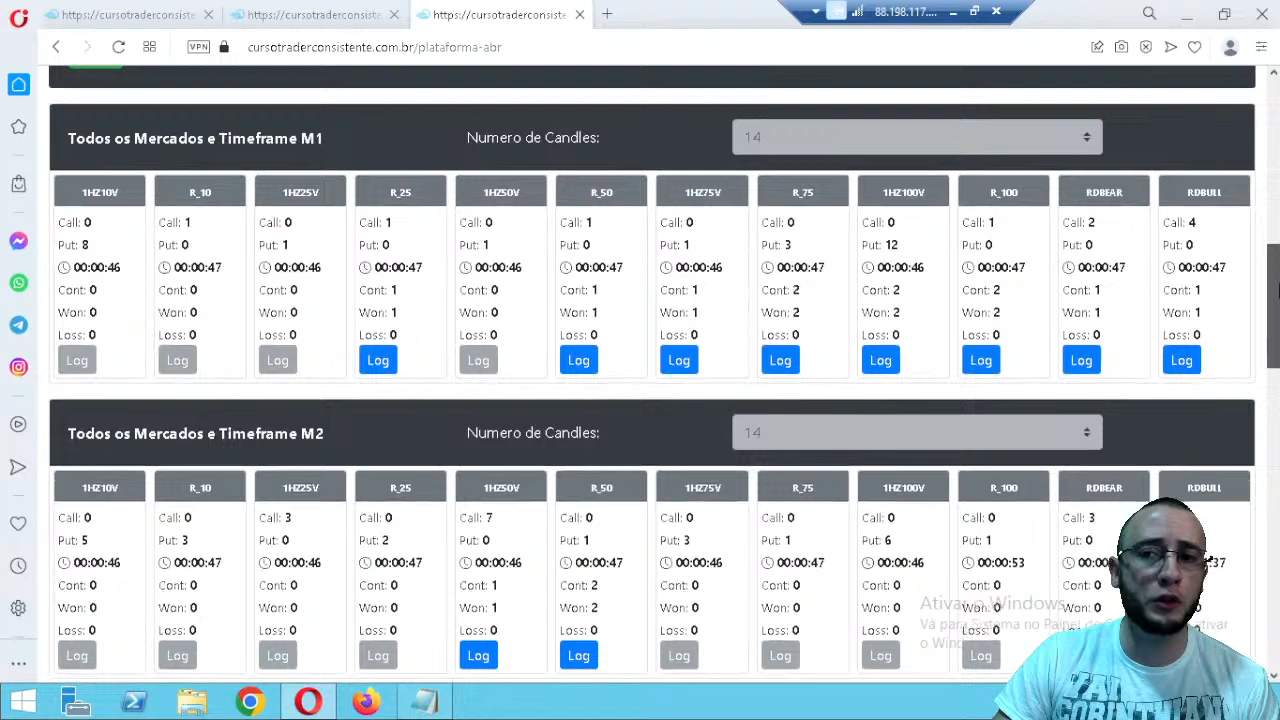 https://cursotraderconsiste
https://cursotraderconsiste
https://cursotraderconsiste
88.198.117....
VPN
cursotraderconsistente.com.br/plataforma-abr
Todos os Mercados e Timeframe M1
Numero de Candles:
14
1HZ10V R_10 1HZ25V R_25 1HZ50V R_50 1HZ75V R_75 1HZ100V R_100 RDBEAR RDBULL
Call: 0 Call: 1 Call: 0 Call: 1 Call: 0 Call: 1 Call: 0 Call: 0 Call: 0 Call: 1 Call: 2 Call: 4
Put: 8 Put: 0 Put: 1 Put: 0 Put: 1 Put: 0 Put: 1 Put: 3 Put: 12 Put: 0 Put: 0 Put: 0
00:00:46 00:00:47 00:00:46 00:00:47 00:00:46 00:00:47 00:00:46 00:00:47 00:00:46 00:00:47 00:00:47 00:00:47
Cont: 0 Cont: 0 Cont: 0 Cont: 1 Cont: 0 Cont: 1 Cont: 1 Cont: 2 Cont: 2 Cont: 2 Cont: 1 Cont: 1
Won: 0 Won: 0 Won: 0 Won: 1 Won: 0 Won: 1 Won: 1 Won: 2 Won: 2 Won: 2 Won: 1 Won: 1
Loss: 0 Loss: 0 Loss: 0 Loss: 0 Loss: 0 Loss: 0 Loss: 0 Loss: 0 Loss: 0 Loss: 0 Loss: 0 Loss: 0
Log Log Log Log Log Log Log Log Log Log Log Log
Todos os Mercados e Timeframe M2
Numero de Candles:
14
1HZ10V R_10 1HZ25V R_25 1HZ50V R_50 1HZ75V R_75 1HZ100V R_100 RDBEAR RDBULL
Call: 0 Call: 0 Call: 3 Call: 0 Call: 7 Call: 0 Call: 0 Call: 0 Call: 0 Call: 0 Call: 3
Put: 5 Put: 3 Put: 0 Put: 2 Put: 0 Put: 1 Put: 3 Put: 1 Put: 6 Put: 1 Put: 0
00:00:46 00:00:47 00:00:46 00:00:47 00:00:46 00:00:47 00:00:46 00:00:47 00:00:46 00:00:53 :37
Cont: 0 Cont: 0 Cont: 0 Cont: 0 Cont: 1 Cont: 2 Cont: 0 Cont: 0 Cont: 0 Cont: 0 Cont: 0
Won: 0 Won: 0 Won: 0 Won: 0 Won: 1 Won: 2 Won: 0 Won: 0 Won: 0 Won: 0 Won: 0
Loss: 0 Loss: 0 Loss: 0 Loss: 0 Loss: 0 Loss: 0 Loss: 0 Loss: 0 Loss: 0 Loss: 0
Log Log Log Log Log Log Log Log Log Log
Ativar o Windows
Vá para Sistema no Painel de ativar
o Win
CORINTHIANS